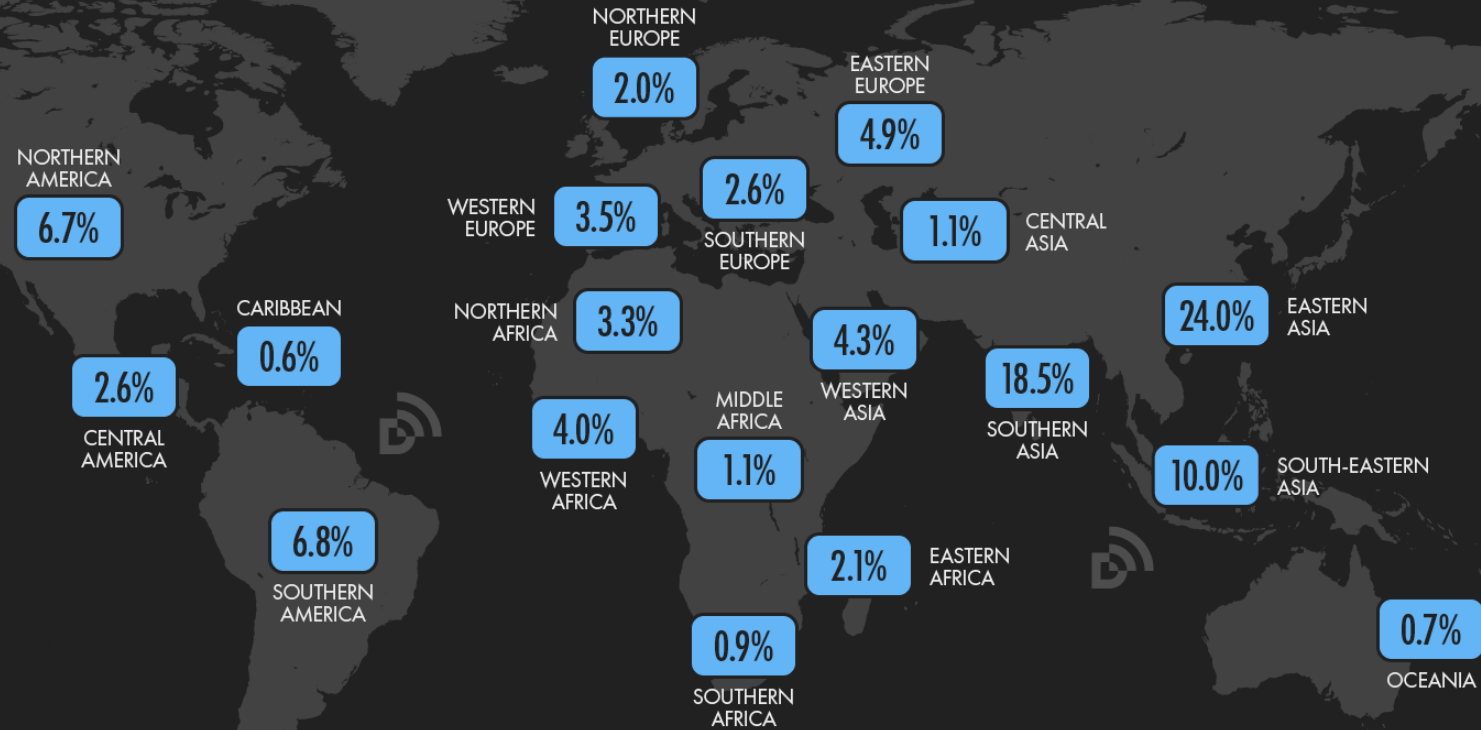 NORTHERN
EUROPE
2.0%
EASTERN
EUROPE
4.9%
NORTHERN
AMERICA
6.7%
WESTERN
EUROPE
3.5%
2.6%
SOUTHERN
EUROPE
1.1%
CENTRAL
ASIA
CARIBBEAN
0.6%
NORTHERN
AFRICA
3.3%
4.3%
WESTERN
ASIA
24.0%
EASTERN
ASIA
2.6%
CENTRAL
AMERICA
4.0%
WESTERN
AFRICA
MIDDLE
AFRICA
1.1%
18.5%
SOUTHERN
ASIA
10.0%
SOUTH-EASTERN
ASIA
6.8%
SOUTHERN
AMERICA
2.1%
EASTERN
AFRICA
0.9%
SOUTHERN
AFRICA
0.7%
OCEANIA